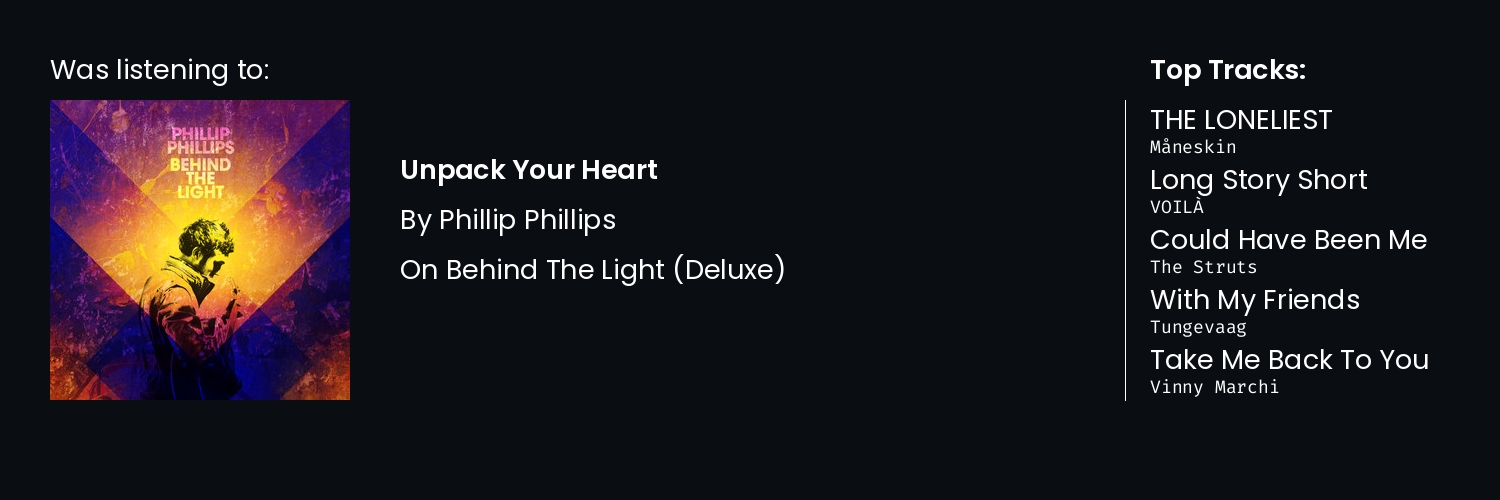 Was listening to:
PHILLIP
PHILLIPS
BEHIND
THE
LIGHT
Unpack Your Heart
By Phillip Phillips
On Behind The Light (Deluxe)
Top Tracks:
THE LONELIEST
Måneskin
Long Story Short
VOILÀ
Could Have Been Me
The Struts
With My Friends
Tungevaag
Take Me Back To You
Vinny Marchi